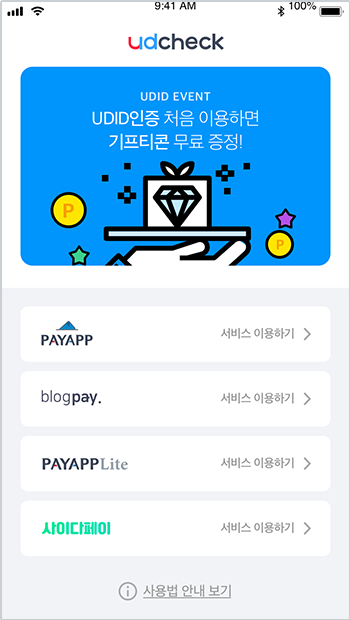 9:41 AM
100%
udcheck
UDID EVENT
UDID인증 처음 이용하면
기프티콘 무료 증정!
P
P
PAYAPP 서비스 이용하기
blogpay. 서비스 이용하기
PAYAPPLite 서비스 이용하기
사이다페이 서비스 이용하기
사용법 안내 보기